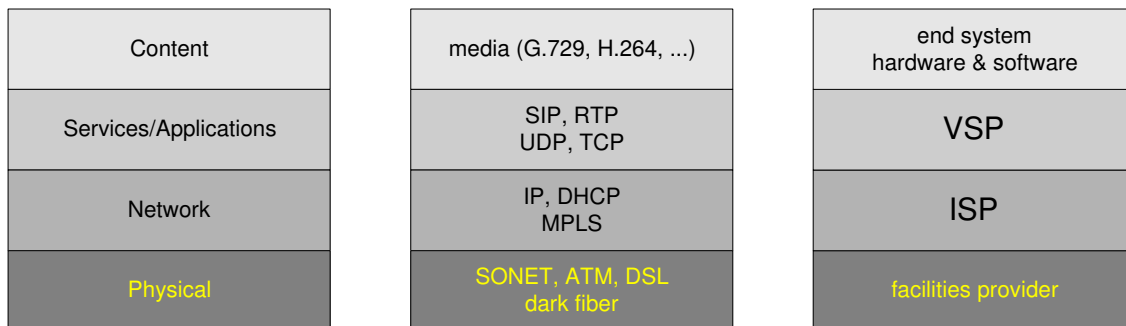 Content
Services/Applications
Network
Physical
media (G.729, H.264, ...)
SIP, RTP
UDP, TCP
IP, DHCP
MPLS
SONET, ATM, DSL
dark fiber
end system
hardware & software
VSP
ISP
facilities provider